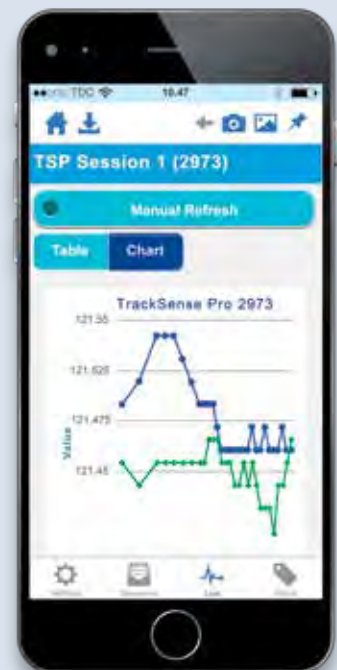 TDC 10.47
TSP Session 1 (2973)
Manual Refresh
Table Chart
TrackSense Pro 2973
121.55
121.525
121.475
121.45
Value
Live